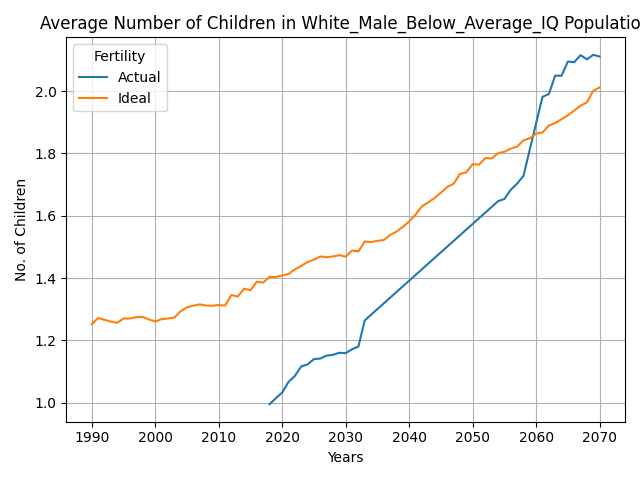 Average Number of Children in White_Male_Below_Average_IQ Populatio
Fertility
Actual
Ideal
No. of Children
2.0
1.8
1.6
1.4
1.2
1.0
1990 2000 2010 2020 2030 2040 2050 2060 2070
Years